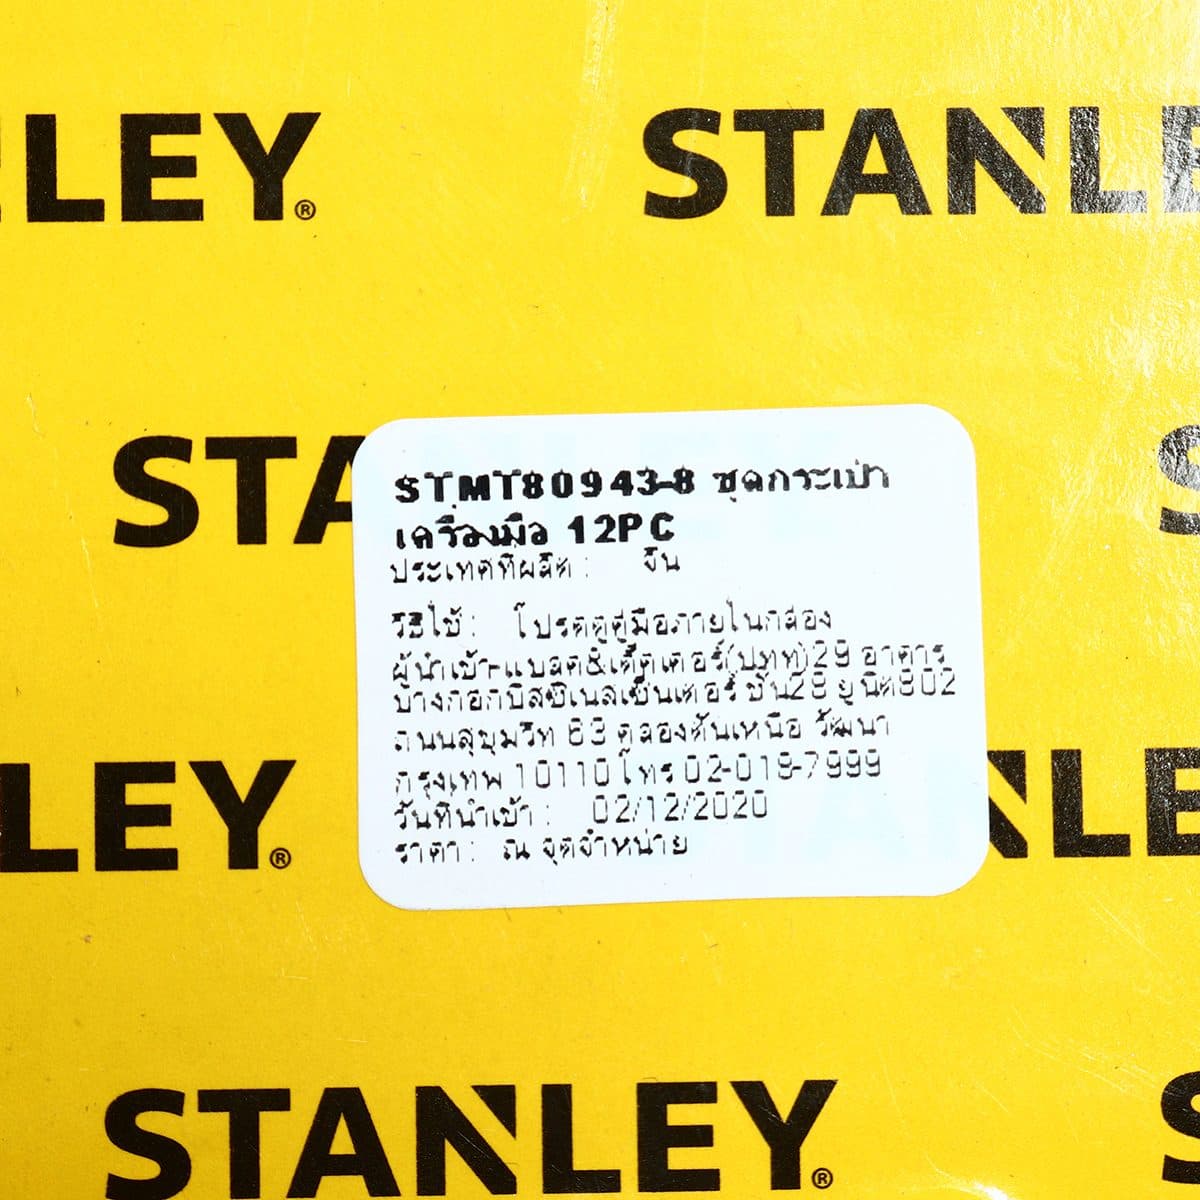 LEY®
STANLE
STA
STMT80943-8 ชุดกระเป๋า
เครื่องมือ 12PC
ประเทศที่ผลิต: จีน
วิธีใช้: โปรดดูคู่มือภายในกล่อง
ผู้นำเข้า-แบลค&เด็คเคอร์(ปทท)29 อาคาร
บางกอกบิสซิเนสเซ็นเตอร์ ชั้น28 ยูนิต802
ถนนสุขุมวิท 63 คลองตันเหนือ วัฒนา
กรุงเทพ 10110 โทร 02-019-7999
วันที่นำเข้า: 02/12/2020
ราคา: ณ จุดจำหน่าย
S
LEY®
NLE
STANLEY®
S